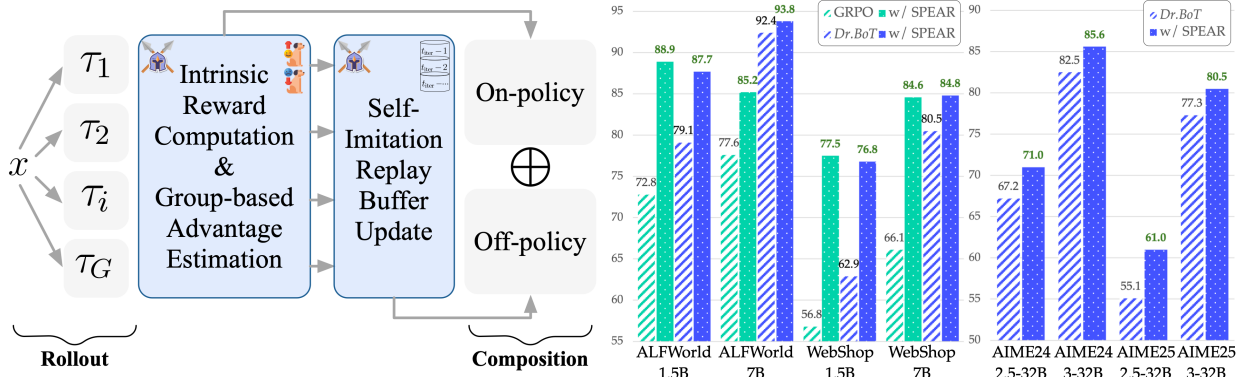 x
τ1
τ2
τi
τG
Rollout
Intrinsic
Reward
Computation
&
Group-based
Advantage
Estimation
titer − 1
titer − 2
titer − ....
Self-
Imitation
Replay
Buffer
Update
On-policy
Off-policy
Composition
GRPO w/ SPEAR
Dr.BoT w/ SPEAR
95
90
85
80
75
70
65
60
55
72.8
88.9
79.1
87.7
77.6
85.2
92.4
93.8
56.8
77.5
62.9
76.8
66.1
84.6
80.5
84.8
ALFWorld ALFWorld WebShop WebShop
1.5B 7B 1.5B 7B
Dr.BoT
w/ SPEAR
90
85
80
75
70
65
60
55
50
67.2
71.0
82.5
85.6
55.1
61.0
77.3
80.5
AIME24 AIME24 AIME25 AIME25
2.5-32B 3-32B 2.5-32B 3-32B